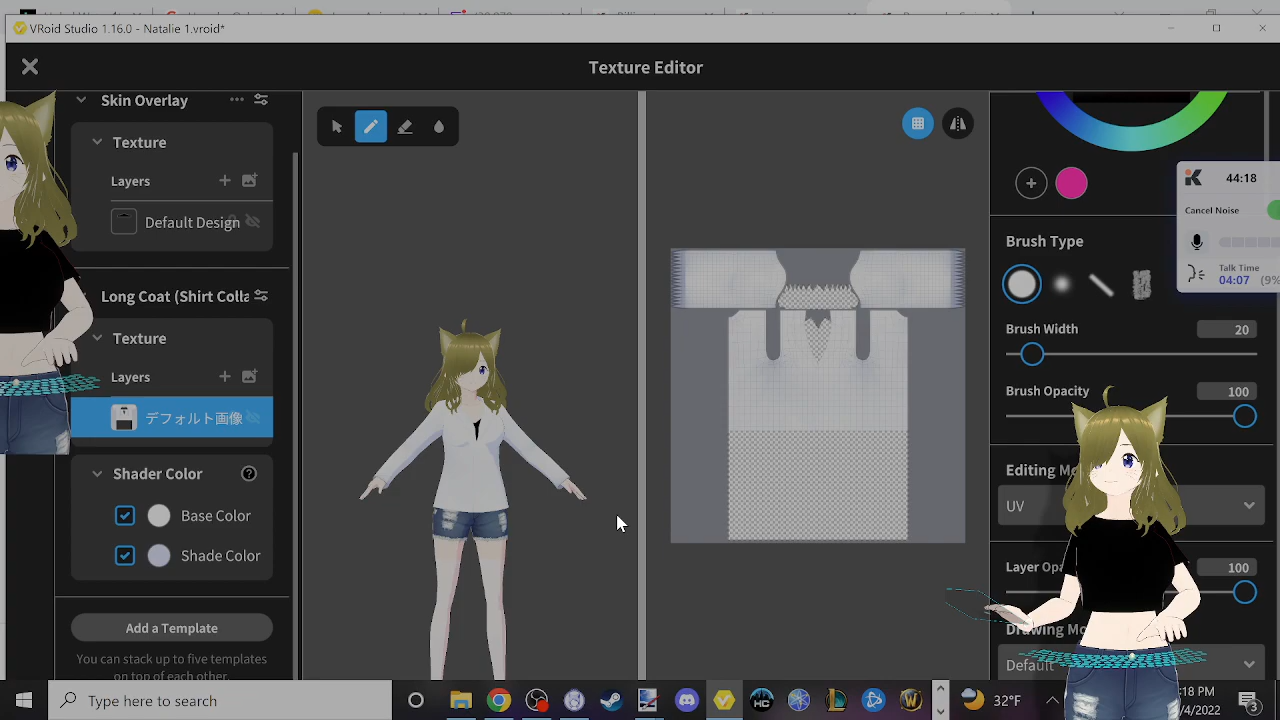 VRoid Studio 1.16.0 - Natalie 1.vroid*
Texture Editor
Skin Overlay
Texture
Layers
Default Design
Long Coat (Shirt Colla
Texture
Layers
デフォルト画像
Shader Color
Base Color
Shade Color
Add a Template
You can stack up to five templates
on top of each other.
44:18
Cancel Noise
Talk Time
04:07 (9%
Brush Type
Brush Width
20
Brush Opacity
100
Editing Mo
UV
Layer Opa
100
Drawing Mo
Default
Type here to search
HC
W
32°F
:18 PM
/4/2022
3